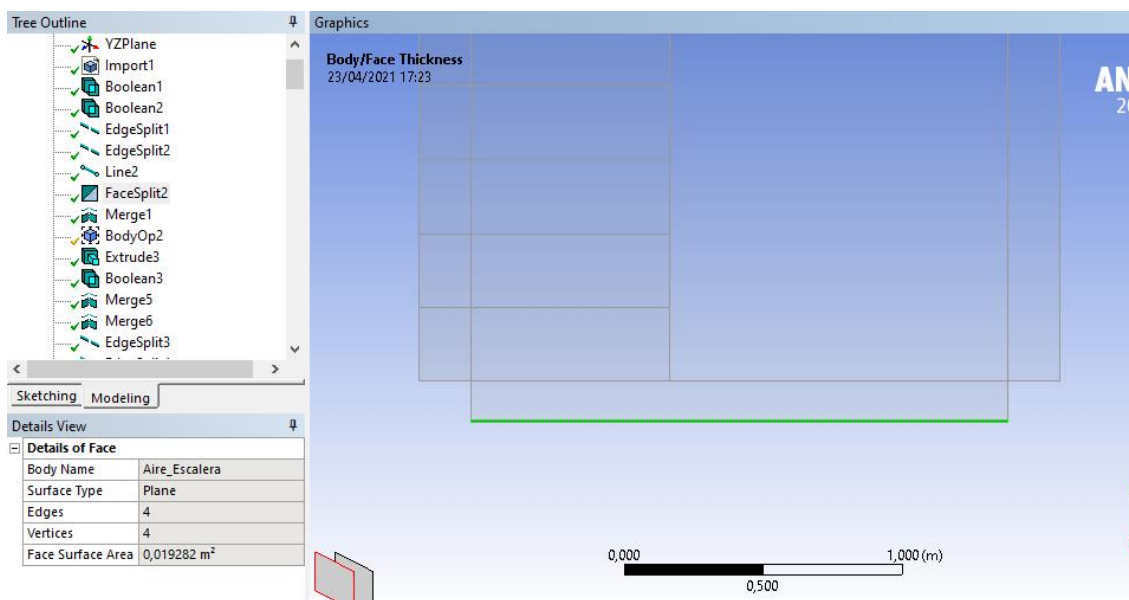 Tree Outline
YZPlane
Import1
Boolean1
Boolean2
EdgeSplit1
EdgeSplit2
Line2
FaceSplit2
Merge1
BodyOp2
Extrude3
Boolean3
Merge5
Merge6
EdgeSplit3
Sketching Modeling
Details View
Details of Face
Body Name Aire_Escalera
Surface Type Plane
Edges 4
Vertices 4
Face Surface Area 0,019282 m²
Graphics
Body/Face Thickness
23/04/2021 17:23
AN
0,000 1,000 (m)
0,500